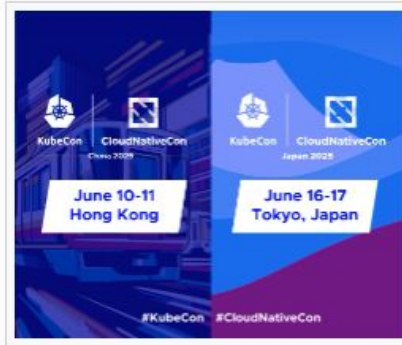 KubeCon | CloudNativeCon
China 2025
June 10-11
Hong Kong
#KubeCon
KubeCon | CloudNativeCon
Japan 2025
June 16-17
Tokyo, Japan
#CloudNativeCon